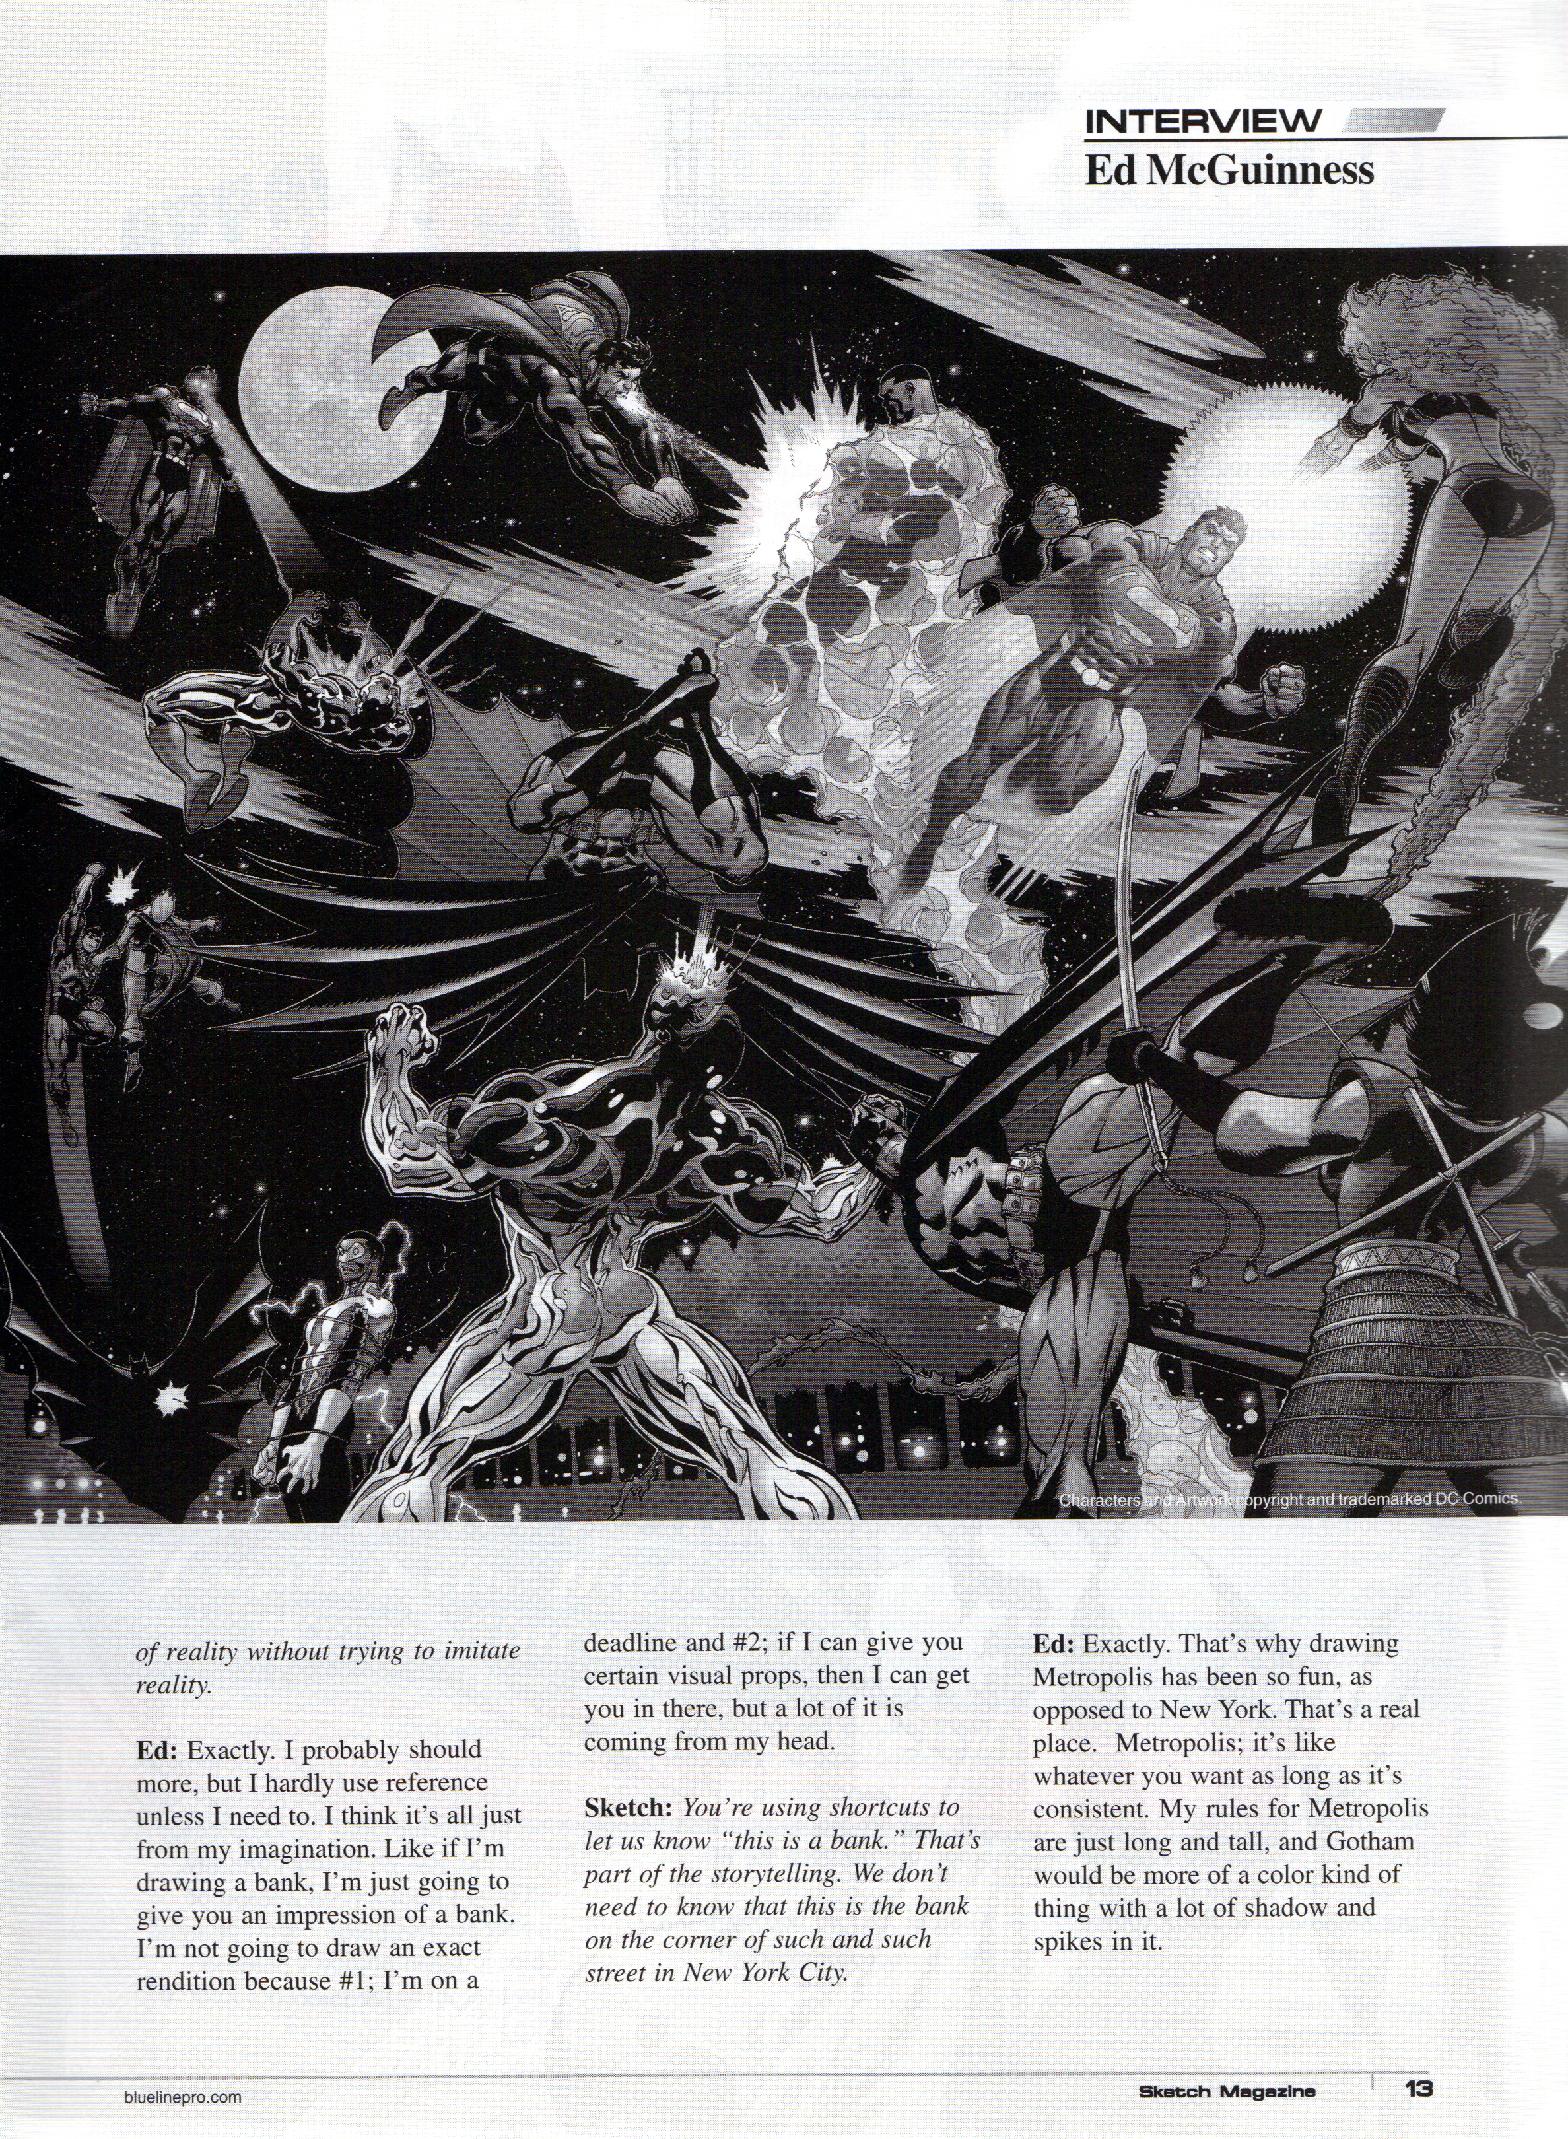 INTERVIEW
Ed McGuinness
Characters and Artwork copyright and trademarked DC Comics
of reality without trying to imitate
reality.
Ed: Exactly. I probably should
more, but I hardly use reference
unless I need to. I think it's all just
from my imagination. Like if I'm
drawing a bank, I'm just going to
give you an impression of a bank.
I'm not going to draw an exact
rendition because #1; I'm on a
deadline and #2; if I can give you
certain visual props, then I can get
you in there, but a lot of it is
coming from my head.
Sketch: You're using shortcuts to
let us know "this is a bank." That's
part of the storytelling. We don't
need to know that this is the bank
on the corner of such and such
street in New York City.
Ed: Exactly. That's why drawing
Metropolis has been so fun, as
opposed to New York. That's a real
place. Metropolis; it's like
whatever you want as long as it's
consistent. My rules for Metropolis
are just long and tall, and Gotham
would be more of a color kind of
thing with a lot of shadow and
spikes in it.
bluelinepro.com
Sketch Magazine
13